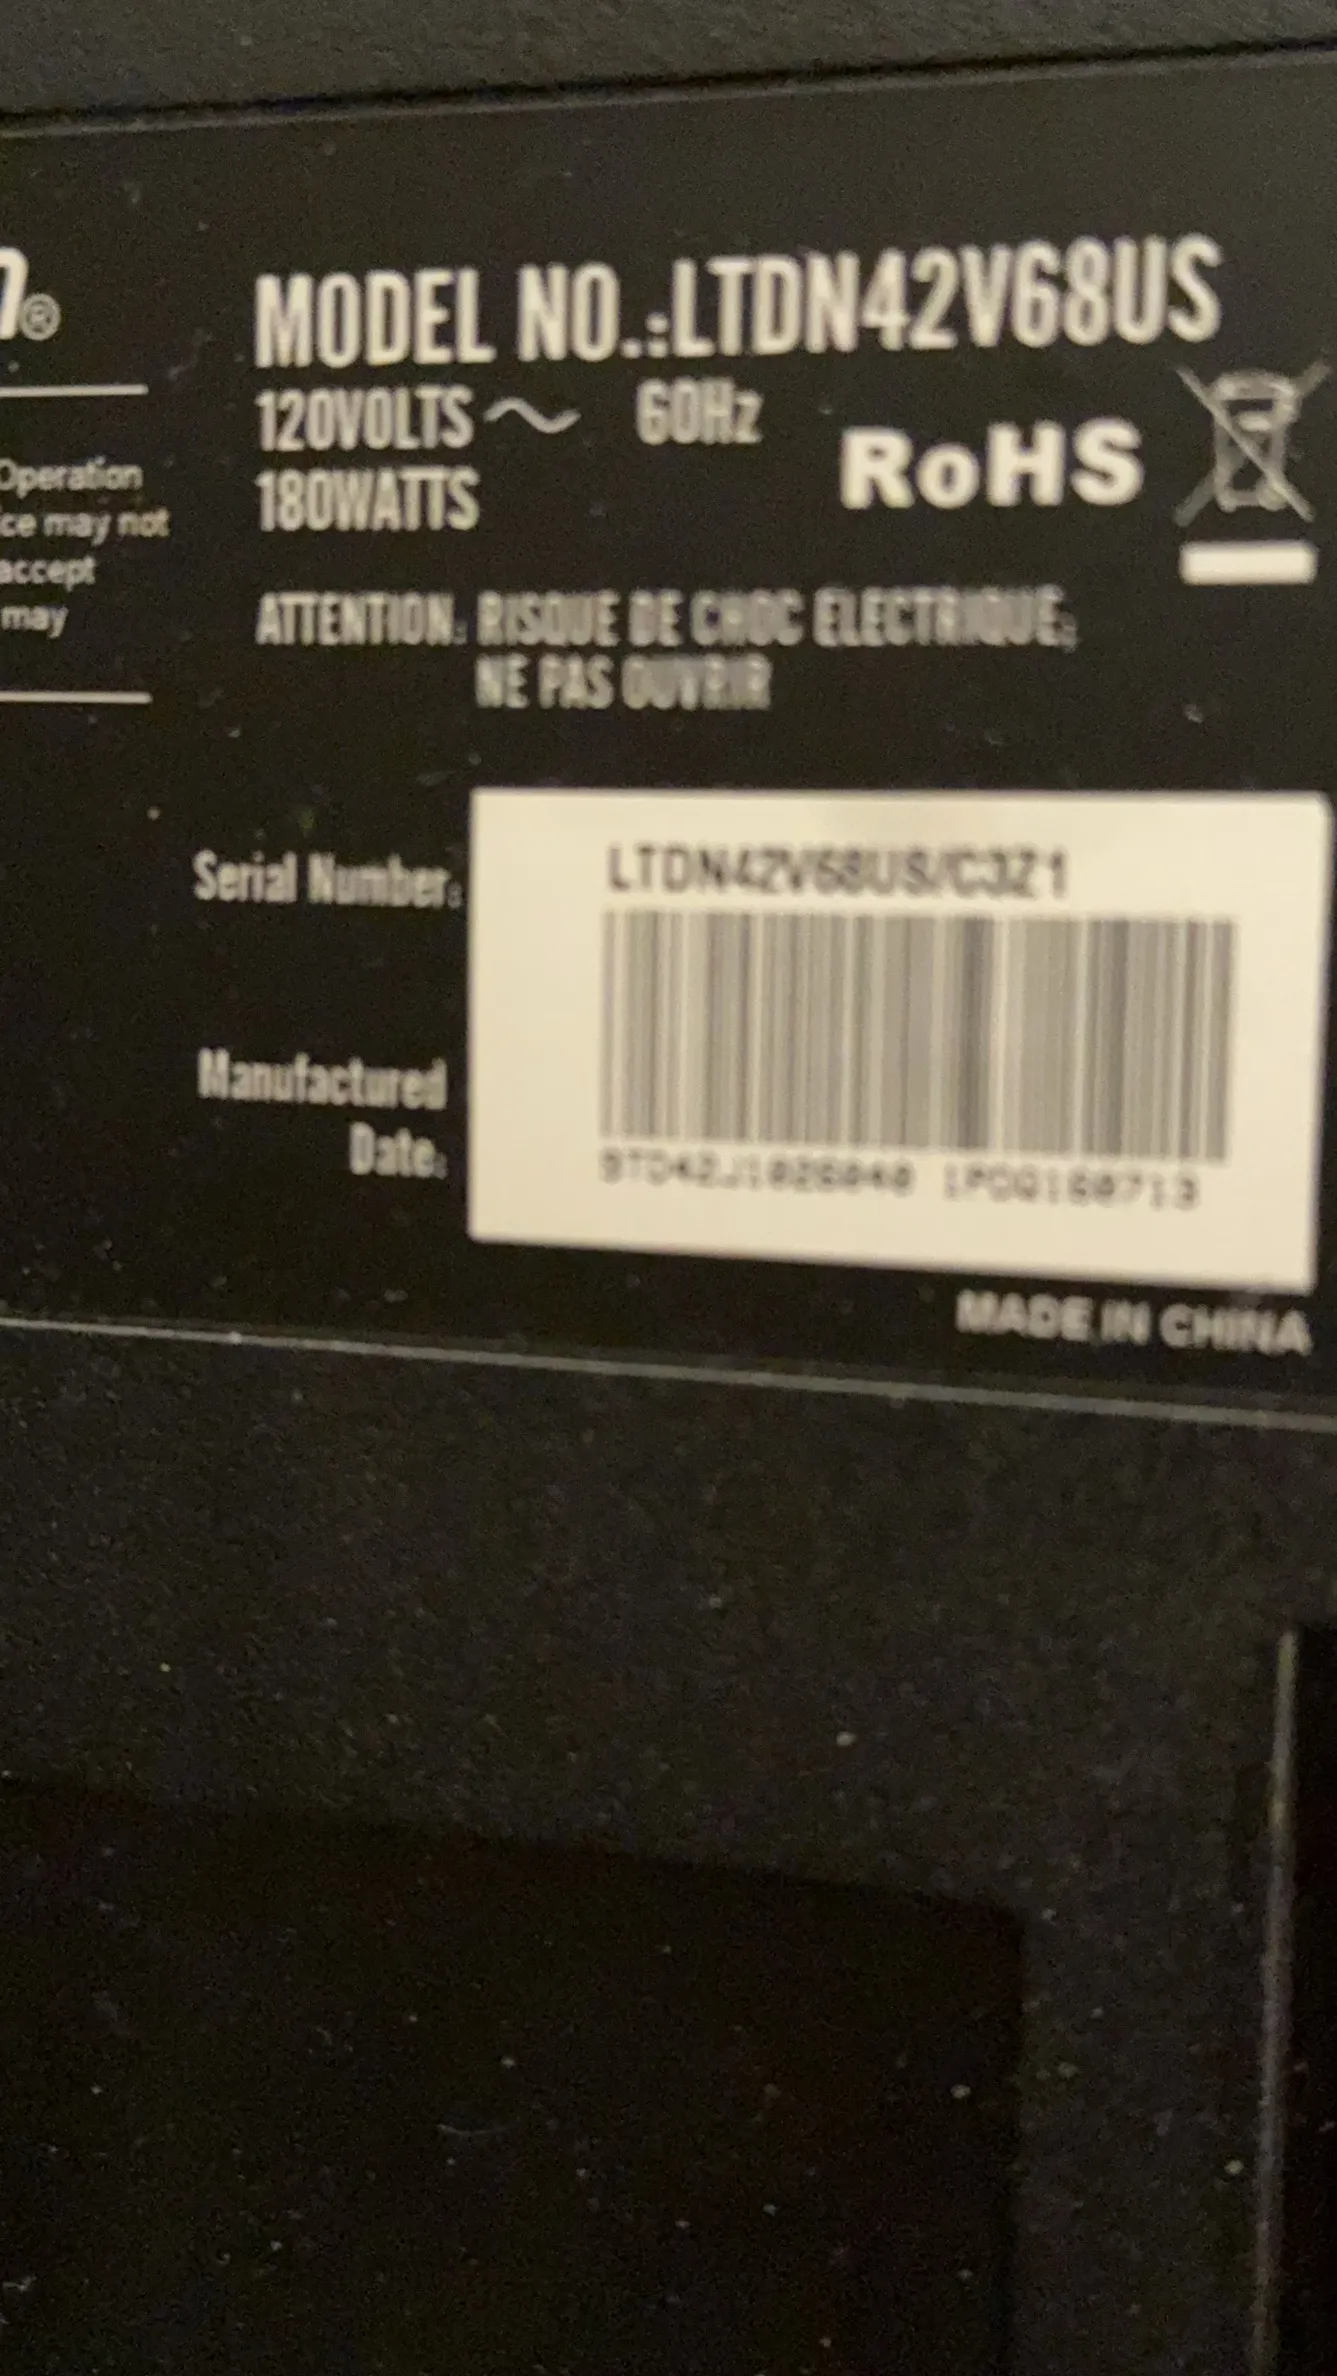 ®
Operation
ce may not
accept
may
MODEL NO.:LTDN42V68US
120VOLTS ~ 60Hz
180WATTS
RoHS
ATTENTION: RISQUE DE CHOC ELECTRIQUE;
NE PAS OUVRIR
Serial Number:
LTDN42V68US/C3Z1
Manufactured
Date:
MADE IN CHINA